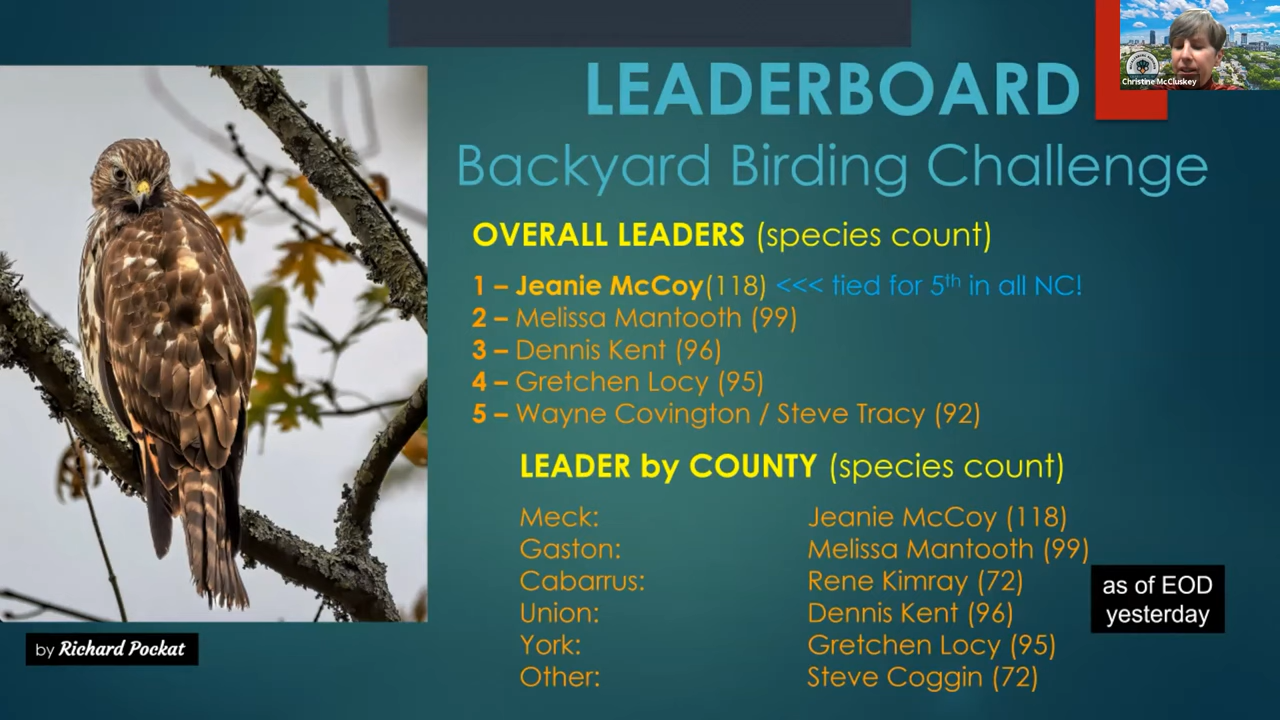 Christine McCluskey
LEADERBOARD
Backyard Birding Challenge
OVERALL LEADERS (species count)
1 – Jeanie McCoy(118) <<< tied for 5th in all NC!
2 – Melissa Mantooth (99)
3 – Dennis Kent (96)
4 – Gretchen Locy (95)
5 – Wayne Covington / Steve Tracy (92)
LEADER by COUNTY (species count)
Meck: Jeanie McCoy (118)
Gaston: Melissa Mantooth (99)
Cabarrus: Rene Kimray (72)
Union: Dennis Kent (96)
York: Gretchen Locy (95)
Other: Steve Coggin (72)
as of EOD
yesterday
by Richard Pockat